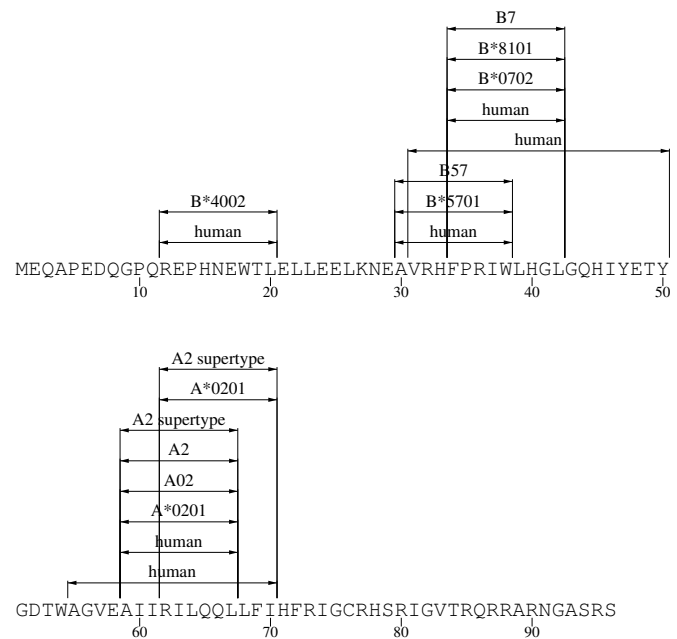 B7
B*8101
B*0702
human
human
B57
B*4002 B*5701
human human
MEQAPEDQGPQREPHNEWTLELLEELKNEAVRHFPRIWLHGLGQHIYETY
10 20 30 40 50
A2 supertype
A*0201
A2 supertype
A2
A02
A*0201
human
human
GDTWAGVEAIIRILQQLLFIHFRIGCRHSRIGVTRQRRARNGASRS
60 70 80 90